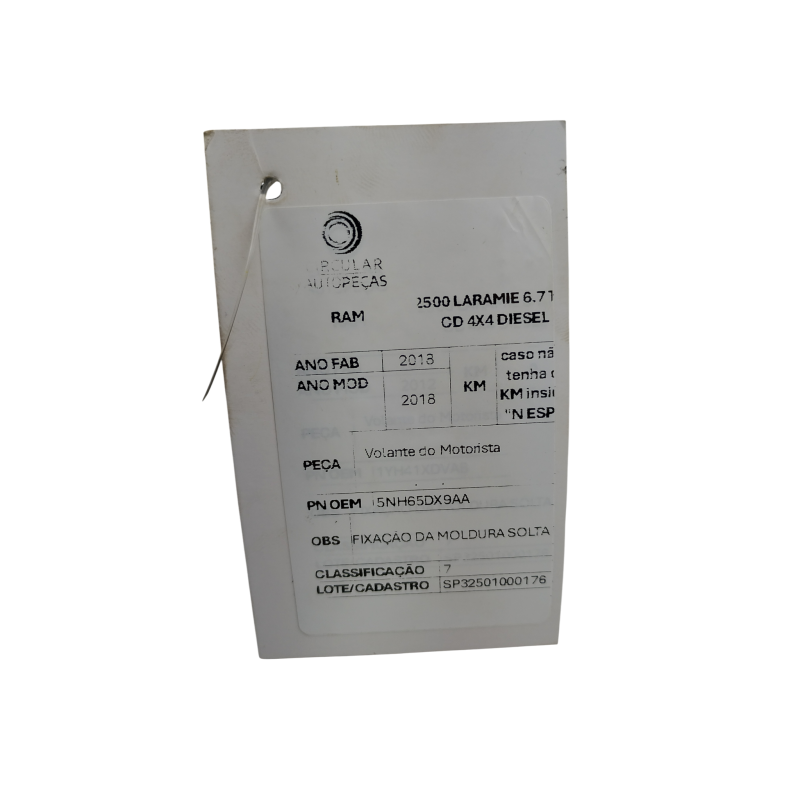 CIRCULAR
AUTOPEÇAS
RAM
2500 LARAMIE 6.7T
CD 4X4 DIESEL
ANO FAB 2018
ANO MOD 2018
KM
caso nã
tenha
KM insi
"N ESP
PEÇA Volante do Motorista
PN OEM 5NH65DX9AA
OBS FIXAÇÃO DA MOLDURA SOLTA
CLASSIFICAÇÃO 7
LOTE/CADASTRO SP32501000176